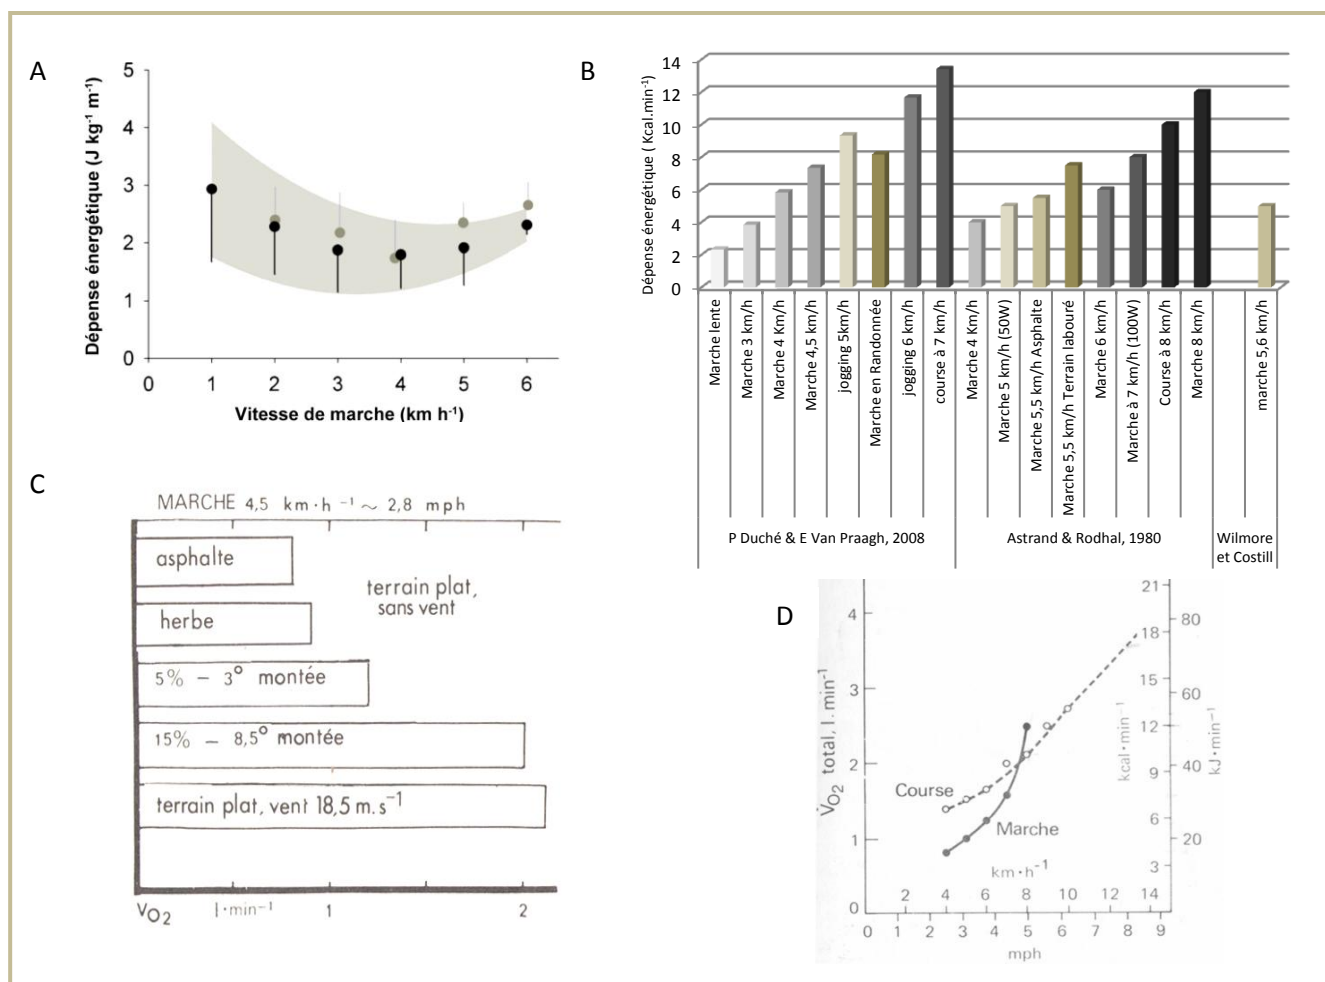 A
5
4
3
2
1
0
Dépense énergétique (J kg⁻¹ m⁻¹)
0 1 2 3 4 5 6
Vitesse de marche (km h⁻¹)
B
14
12
10
8
6
4
2
0
Dépense énergétique ( Kcal.min⁻¹)
Marche lente
Marche 3 km/h
Marche 4 Km/h
Marche 4,5 km/h
jogging 5km/h
Marche en Randonnée
jogging 6 km/h
course à 7 km/h
Marche 4 Km/h
Marche 5 km/h (50W)
Marche 5,5 km/h Asphalte
Marche 5,5 km/h Terrain labouré
Marche 6 km/h
Marche à 7 km/h (100W)
Course à 8 km/h
Marche 8 km/h
marche 5,6 km/h
P Duché & E Van Praagh, 2008
Astrand & Rodhal, 1980
Wilmore
et Costill
C
MARCHE 4,5 km·h⁻¹ ~ 2,8 mph
asphalte
terrain plat,
sans vent
herbe
5% – 3° montée
15% – 8,5° montée
terrain plat, vent 18,5 m.s⁻¹
V̇O₂ l·min⁻¹ 1 2
D
4
3
2
1
0
V̇O₂ total, l.min⁻¹
Course
Marche
21
18
15
12
9
6
3
kcal·min⁻¹
80
60
40
20
kJ·min⁻¹
km·h⁻¹
2 4 6 8 10 12 14
0 1 2 3 5 6 7 8 9
mph